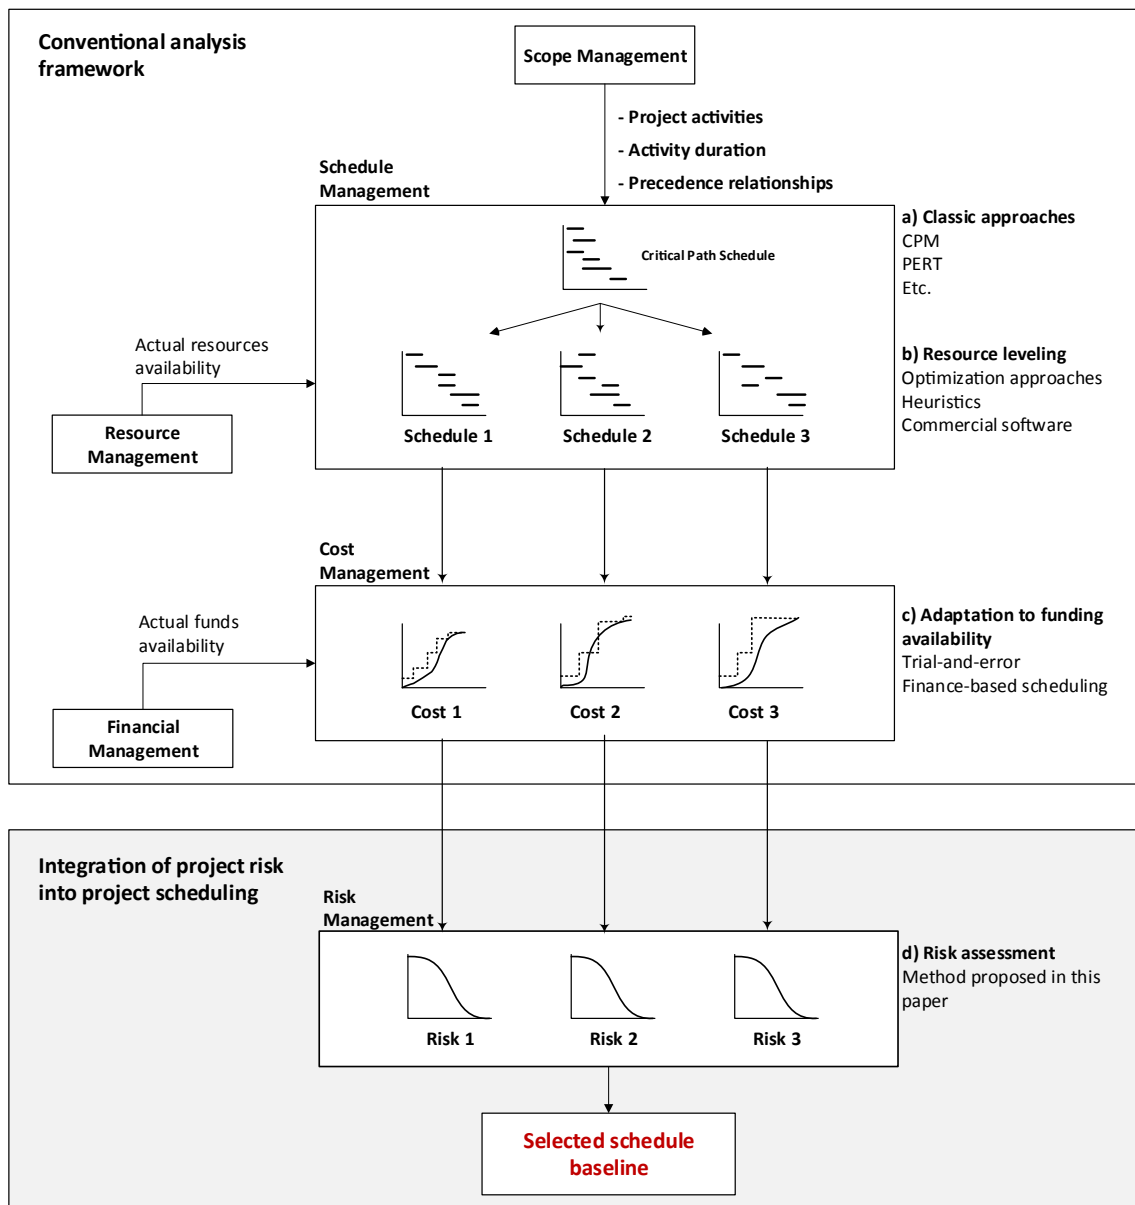 Conventional analysis
framework
Scope Management
- Project activities
- Activity duration
- Precedence relationships
Schedule
Management
Critical Path Schedule
a) Classic approaches
CPM
PERT
Etc.
Actual resources
availability
Resource
Management
Schedule 1
Schedule 2
Schedule 3
b) Resource leveling
Optimization approaches
Heuristics
Commercial software
Cost
Management
Actual funds
availability
Financial
Management
Cost 1
Cost 2
Cost 3
c) Adaptation to funding
availability
Trial-and-error
Finance-based scheduling
Integration of project risk
into project scheduling
Risk
Management
Risk 1
Risk 2
Risk 3
d) Risk assessment
Method proposed in this
paper
Selected schedule
baseline